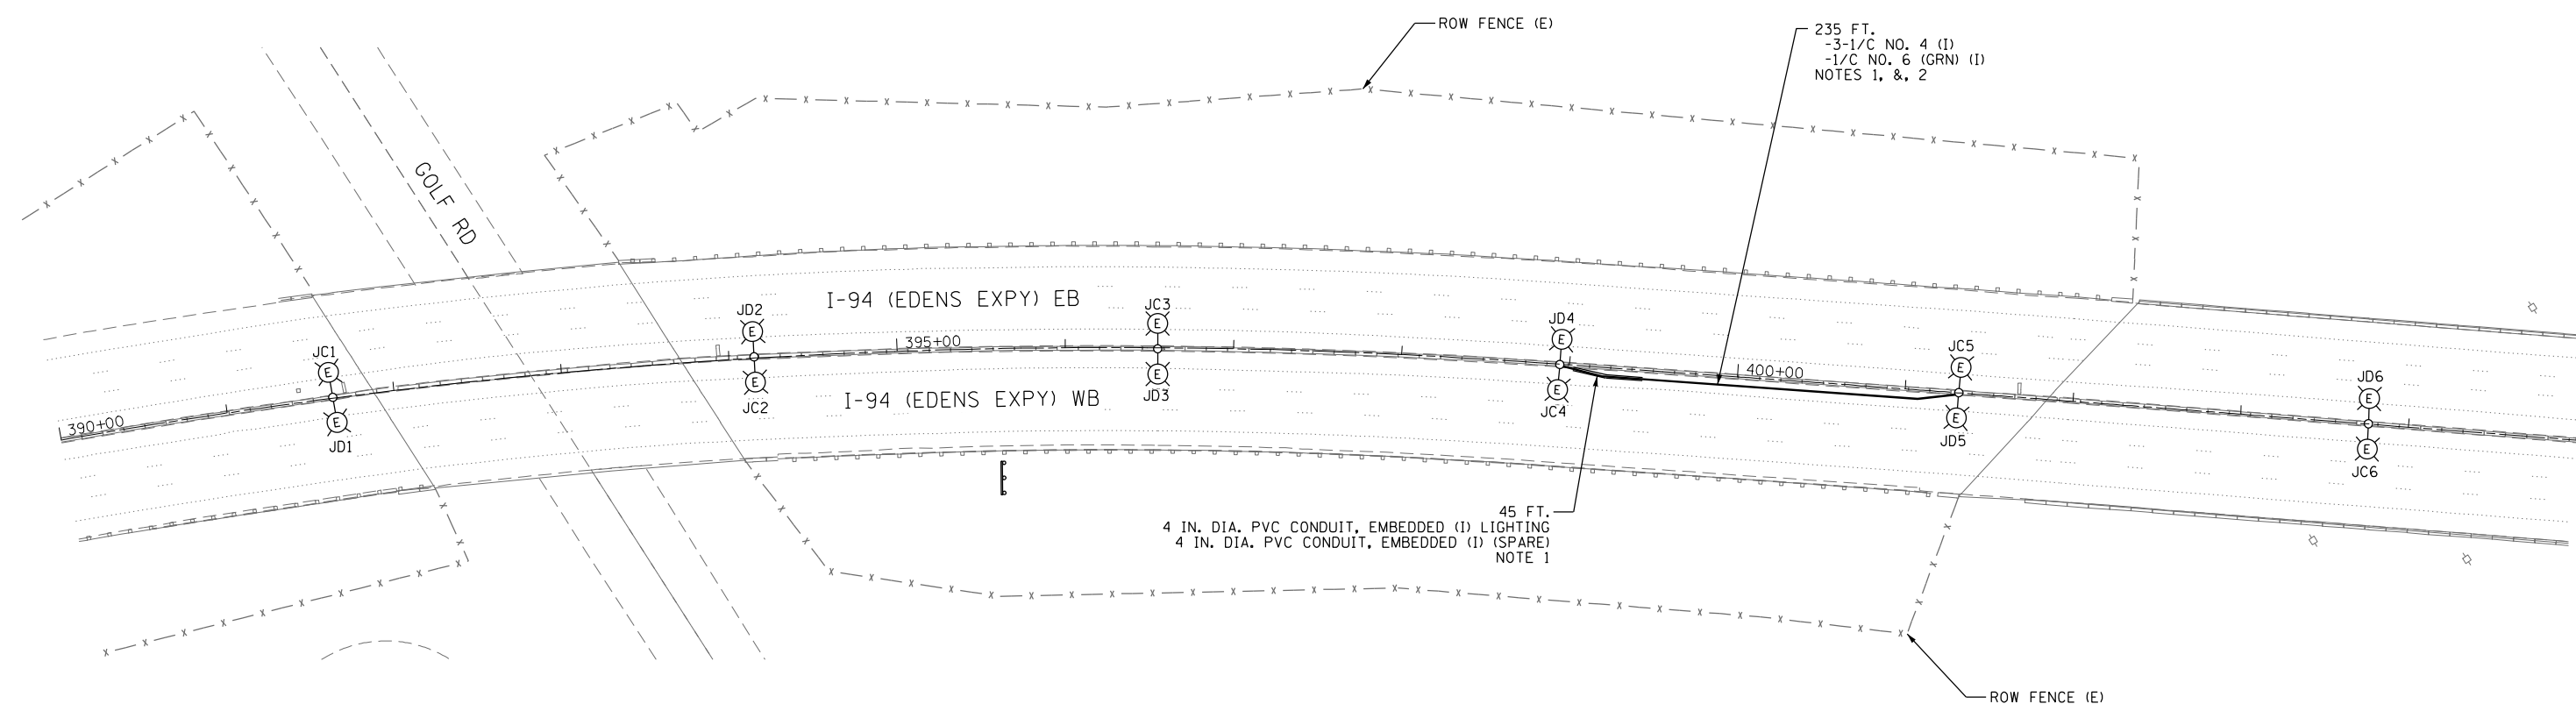 ROW FENCE (E)
235 FT.
-3-1/C NO. 4 (I)
-1/C NO. 6 (GRN) (I)
NOTES 1, &, 2
GOLF RD
I-94 (EDENS EXPY) EB
JD2
E
JC3
E
JD4
E
395+00
JC1
E
JC5
E
400+00
JD6
E
390+00
E
JD1
E
JC2
E
JD3
I-94 (EDENS EXPY) WB
E
JC4
E
JD5
E
JC6
45 FT.
4 IN. DIA. PVC CONDUIT, EMBEDDED (I) LIGHTING
4 IN. DIA. PVC CONDUIT, EMBEDDED (I) (SPARE)
NOTE 1
ROW FENCE (E)